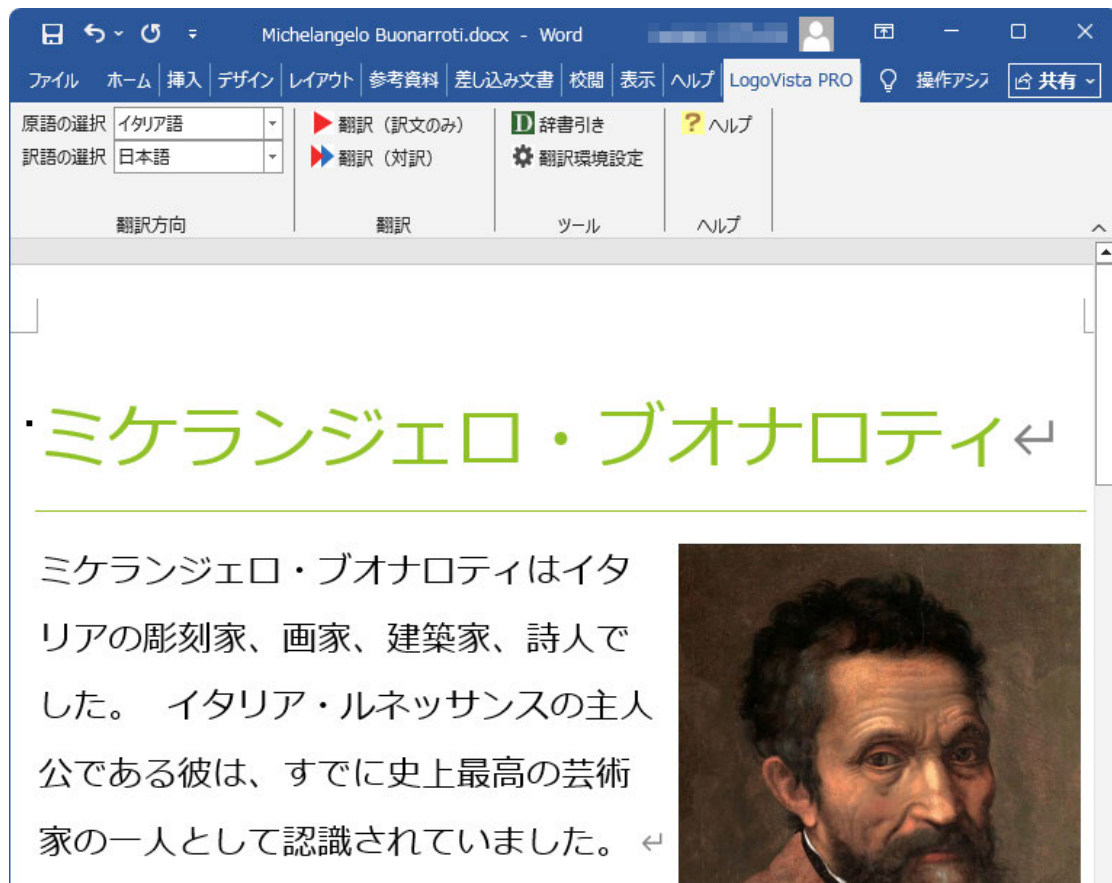 Michelangelo Buonarroti.docx - Word
ファイル ホーム 挿入 デザイン レイアウト 参考資料 差し込み文書 校閲 表示 ヘルプ LogoVista PRO 操作アシス 共有
原語の選択 イタリア語 翻訳（訳文のみ） D 辞書引き ? ヘルプ
訳語の選択 日本語 翻訳（対訳） 翻訳環境設定
翻訳方向 翻訳 ツール ヘルプ
ミケランジェロ・ブオナロティ
ミケランジェロ・ブオナロティはイタ
リアの彫刻家、画家、建築家、詩人で
した。 イタリア・ルネッサンスの主人
公である彼は、すでに史上最高の芸術
家の一人として認識されていました。